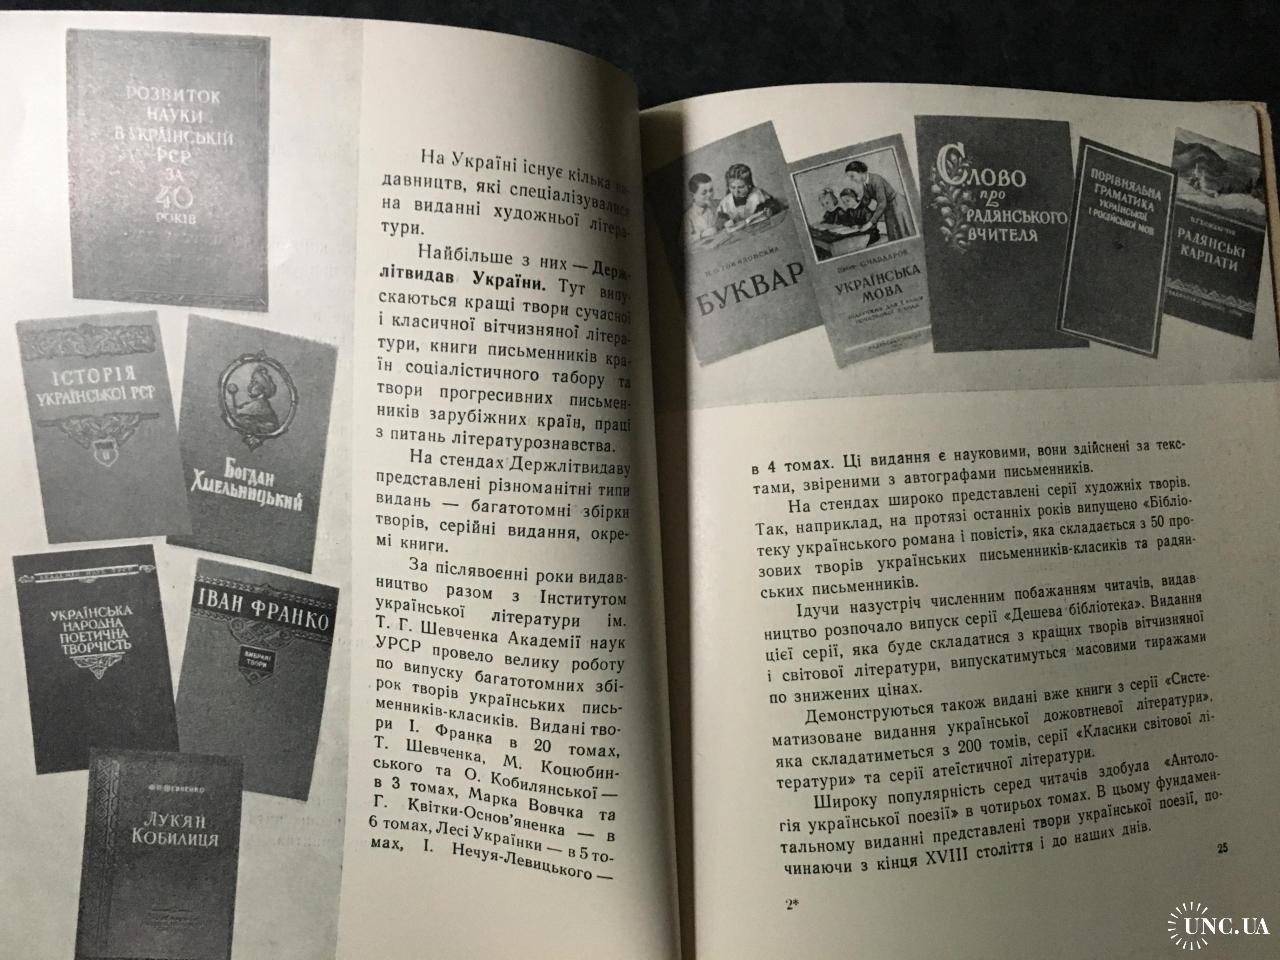 РОЗВИТОК
НАУКИ
В УКРАЇНСЬКІЙ
РСР
ЗА
40
РОКІВ
ІСТОРІЯ
УКРАЇНСЬКОЇ РСР
ТОМ
II
БОГДАН
ХМЕЛЬНИЦЬКИЙ
УКРАЇНСЬКА
НАРОДНА
ПОЕТИЧНА
ТВОРЧІСТЬ
ІВАН ФРАНКО
ВИБРАНІ
ТВОРИ
ЛУКЯН
КОБИЛИЦЯ
На Україні існує кілька ви-
давництв, які спеціалізувалися
на виданні художньої літера-
тури.
Найбільше з них — Держ-
літвидав України. Тут випу-
скаються кращі твори сучасної
і класичної вітчизняної літера-
тури, книги письменників кра-
їн соціалістичного табору та
твори прогресивних письмен-
ників зарубіжних країн, праці
з питань літературознавства.
На стендах Держлітвидаву
представлені різноманітні типи
видань — багатотомні збірки
творів, серійні видання, окре-
мі книги.
За післявоєнні роки видав-
ництво разом з Інститутом
української літератури ім.
Т. Г. Шевченка Академії наук
УРСР провело велику роботу
по випуску багатотомних збі-
рок творів українських пись-
менників-класиків. Видані тво-
ри І. Франка в 20 томах,
Т. Шевченка, М. Коцюбин-
ського та О. Кобилянської —
в 3 томах, Марка Вовчка та
Г. Квітки-Основ’яненка — в
6 томах, Лесі Українки — в 5 то-
мах, І. Нечуя-Левицького —
БУКВАР
УКРАЇНСЬКА
МОВА
СЛОВО
про
РАДЯНСЬКОГО
ВЧИТЕЛЯ
ПОРІВНЯЛЬНА
ГРАМАТИКА
УКРАЇНСЬКОЇ
І РОСІЙСЬКОЇ МОВ
РАДЯНСЬКІ
КАРПАТИ
в 4 томах. Ці видання є науковими, вони здійснені за текс-
тами, звіреними з автографами письменників.
На стендах широко представлені серії художніх творів.
Так, наприклад, на протязі останніх років випущено «Бібліо-
теку українського романа і повісті», яка складається з 50 про-
зових творів українських письменників-класиків та радян-
ських письменників.
Ідучи назустріч численним побажанням читачів, видав-
ництво розпочало випуск серії «Дешева бібліотека». Видання
цієї серії, яка буде складатися з кращих творів вітчизняної
і світової літератури, випускатимуться масовими тиражами
по знижених цінах.
Демонструються також видані вже книги з серії «Систе-
матизоване видання української дожовтневої літератури»,
яка складатиметься з 200 томів, серії «Класики світової лі-
тератури» та серії атеїстичної літератури.
Широку популярність серед читачів здобула «Антоло-
гія української поезії» в чотирьох томах. В цьому фундамен-
тальному виданні представлені твори української поезії, по-
чинаючи з кінця XVIII століття і до наших днів.
2*
25
UNC.UA